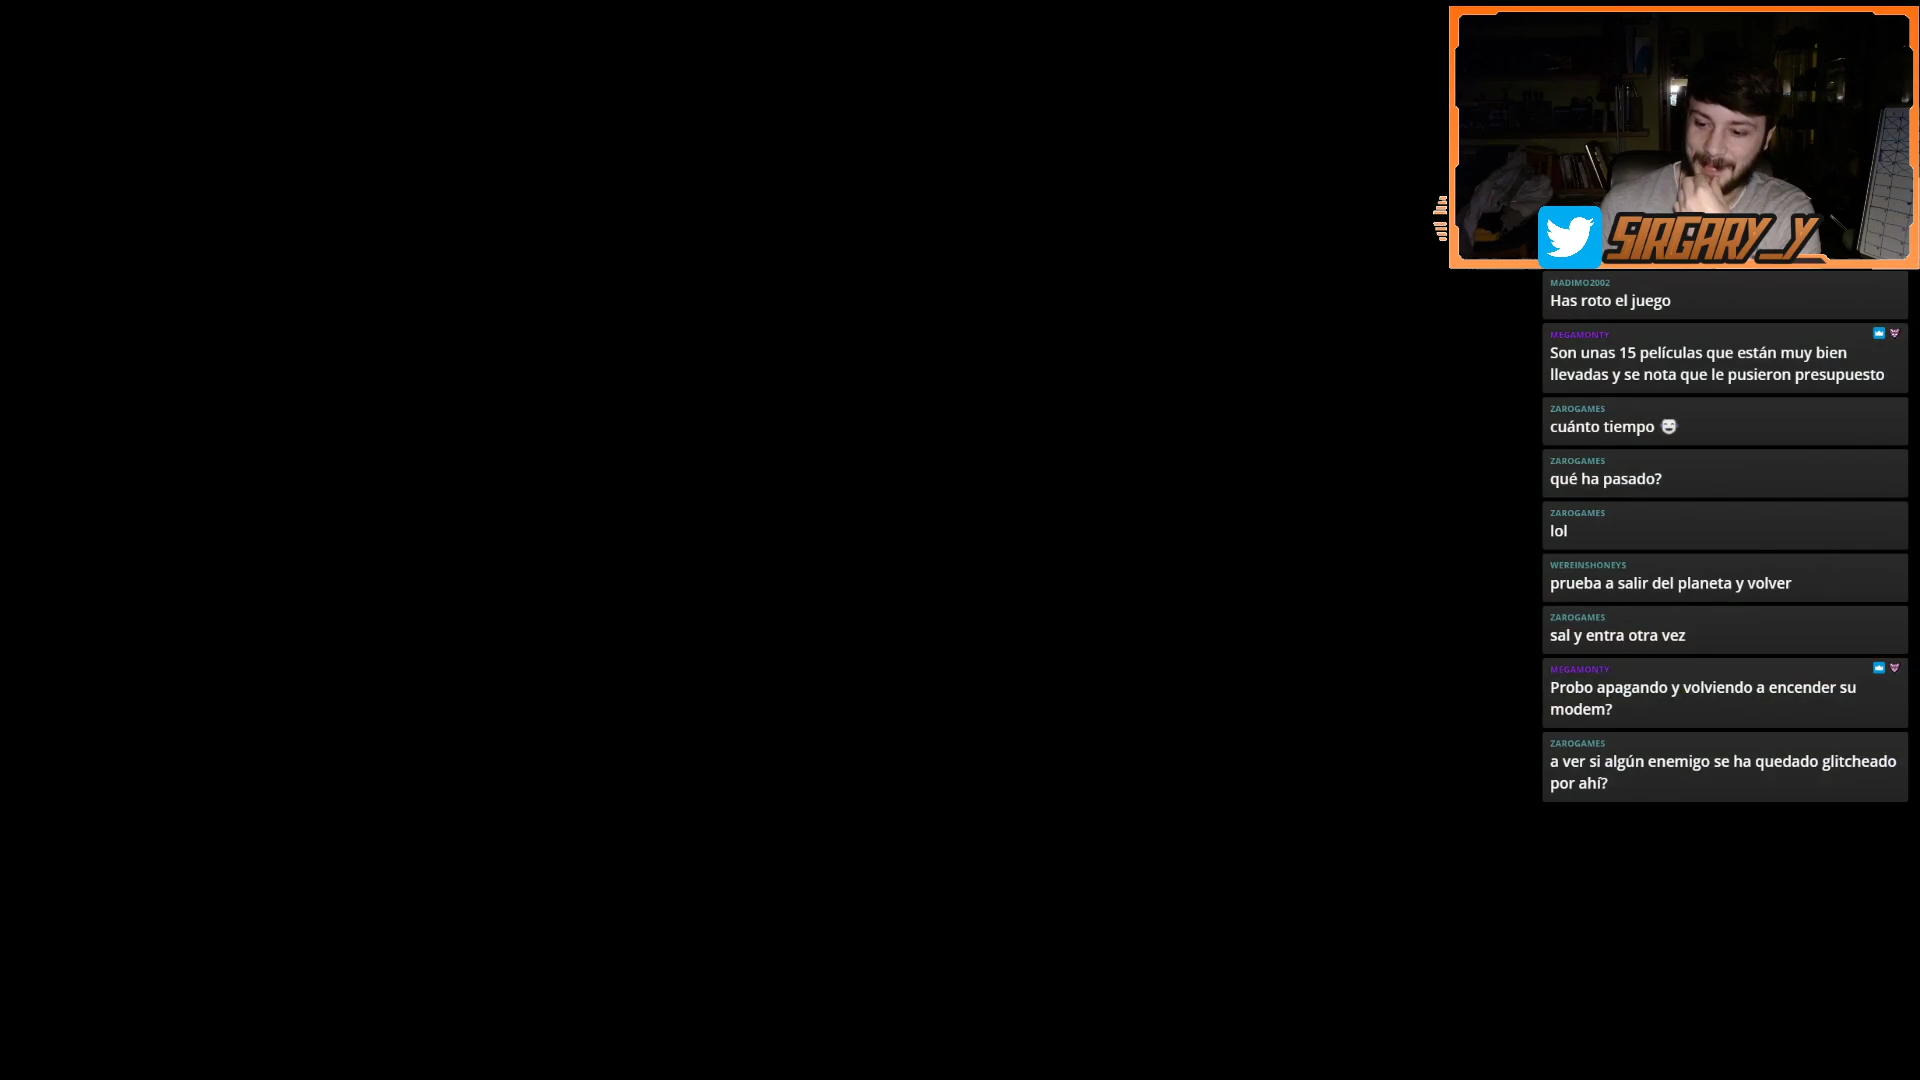 SIRGARY_Y
MADIMO2002
Has roto el juego
MEGAMONTY
Son unas 15 películas que están muy bien
llevadas y se nota que le pusieron presupuesto
ZAROGAMES
cuánto tiempo
ZAROGAMES
qué ha pasado?
ZAROGAMES
lol
WEREINSHONEYS
prueba a salir del planeta y volver
ZAROGAMES
sal y entra otra vez
MEGAMONTY
Probo apagando y volviendo a encender su
modem?
ZAROGAMES
a ver si algún enemigo se ha quedado glitcheado
por ahí?